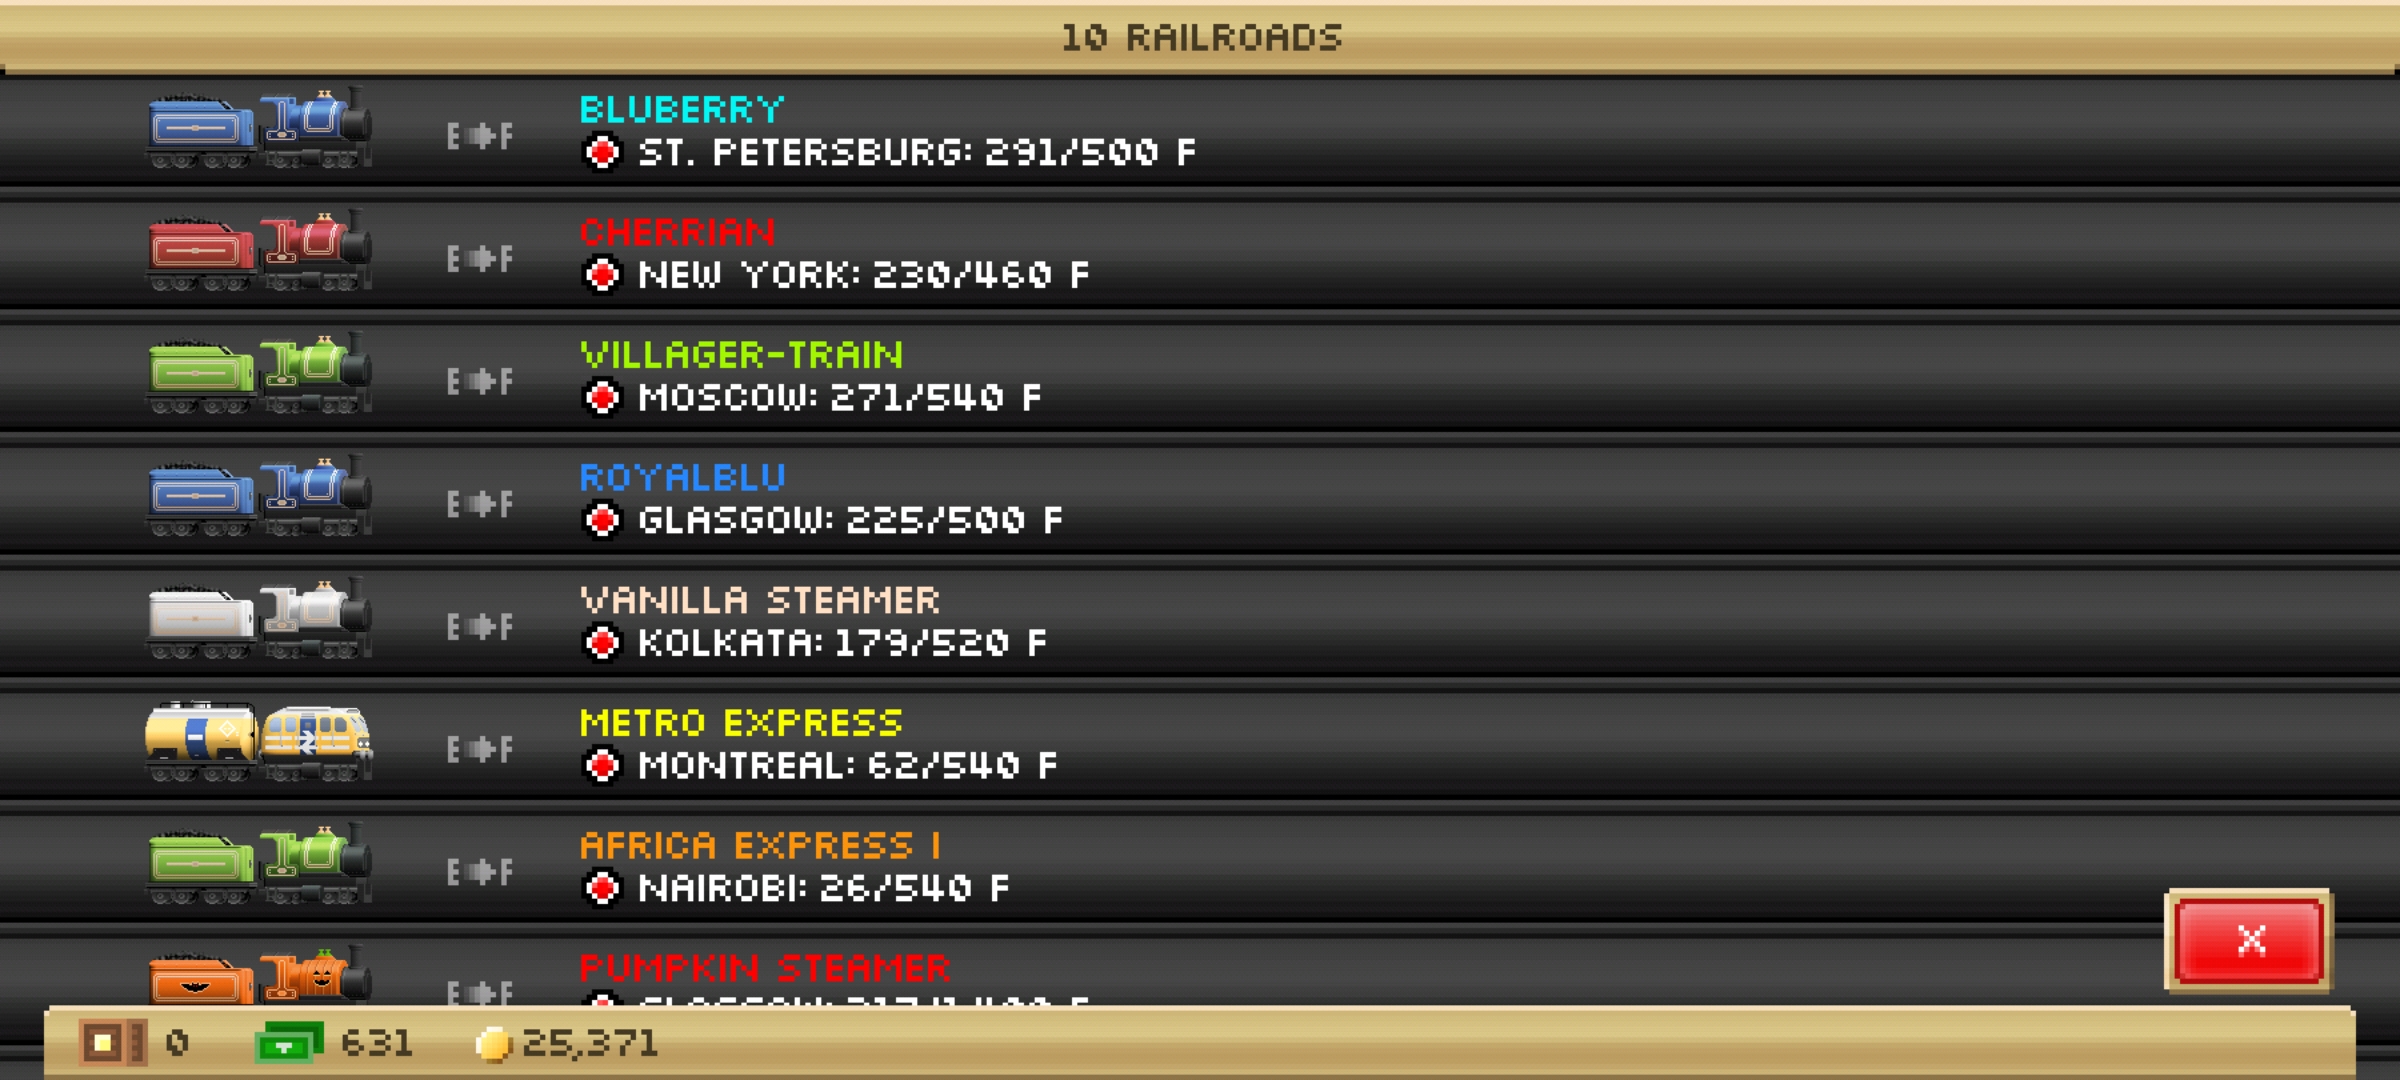 10 RAILROADS
BLUBERRY
E F
ST. PETERSBURG: 291/500 F
CHERRIAN
E F
NEW YORK: 230/460 F
VILLAGER-TRAIN
E F
MOSCOW: 271/540 F
ROYALBLU
E F
GLASGOW: 225/500 F
VANILLA STEAMER
E F
KOLKATA: 179/520 F
METRO EXPRESS
E F
MONTREAL: 62/540 F
AFRICA EXPRESS I
E F
NAIROBI: 26/540 F
X
PUMPKIN STEAMER
E F
0 631 25,371